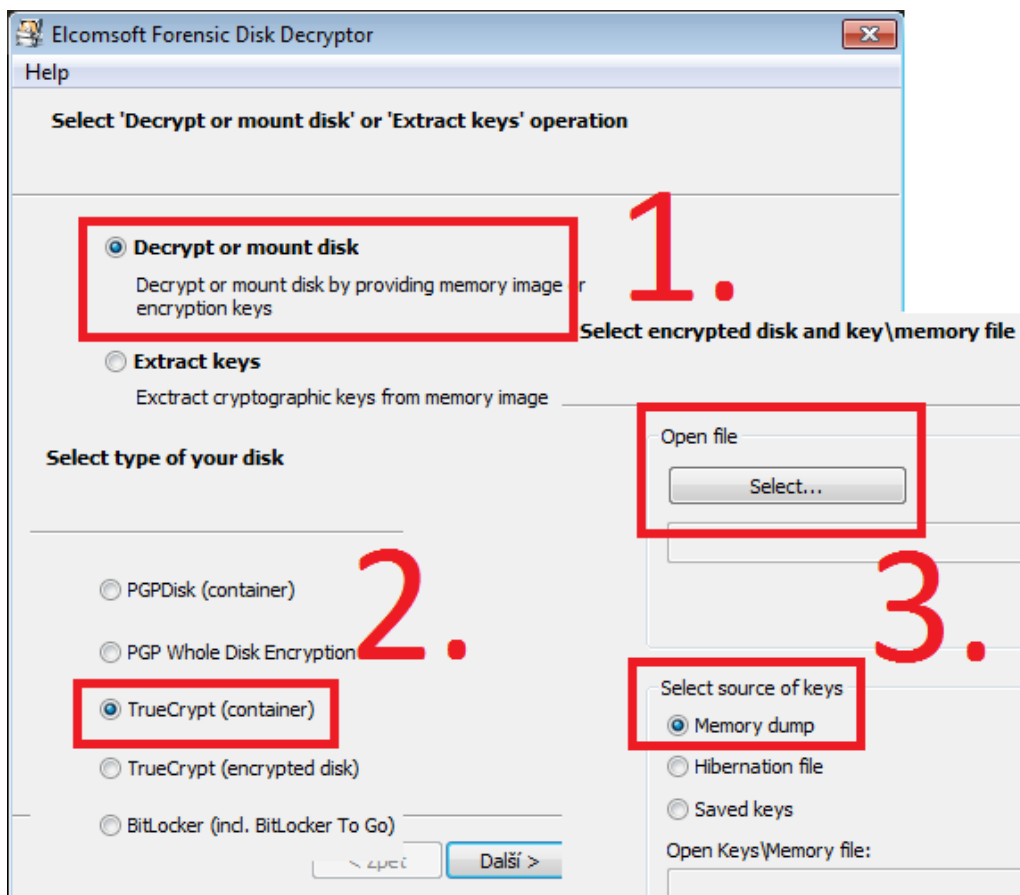 Elcomsoft Forensic Disk Decryptor
Help
Select 'Decrypt or mount disk' or 'Extract keys' operation
1.
Decrypt or mount disk
Decrypt or mount disk by providing memory image or
encryption keys
Extract keys
Exctract cryptographic keys from memory image
Select type of your disk
2.
PGPDisk (container)
PGP Whole Disk Encryption
TrueCrypt (container)
TrueCrypt (encrypted disk)
BitLocker (incl. BitLocker To Go)
< Zpět
Další >
Select encrypted disk and key\memory file
Open file
Select...
3.
Select source of keys
Memory dump
Hibernation file
Saved keys
Open Keys\Memory file: